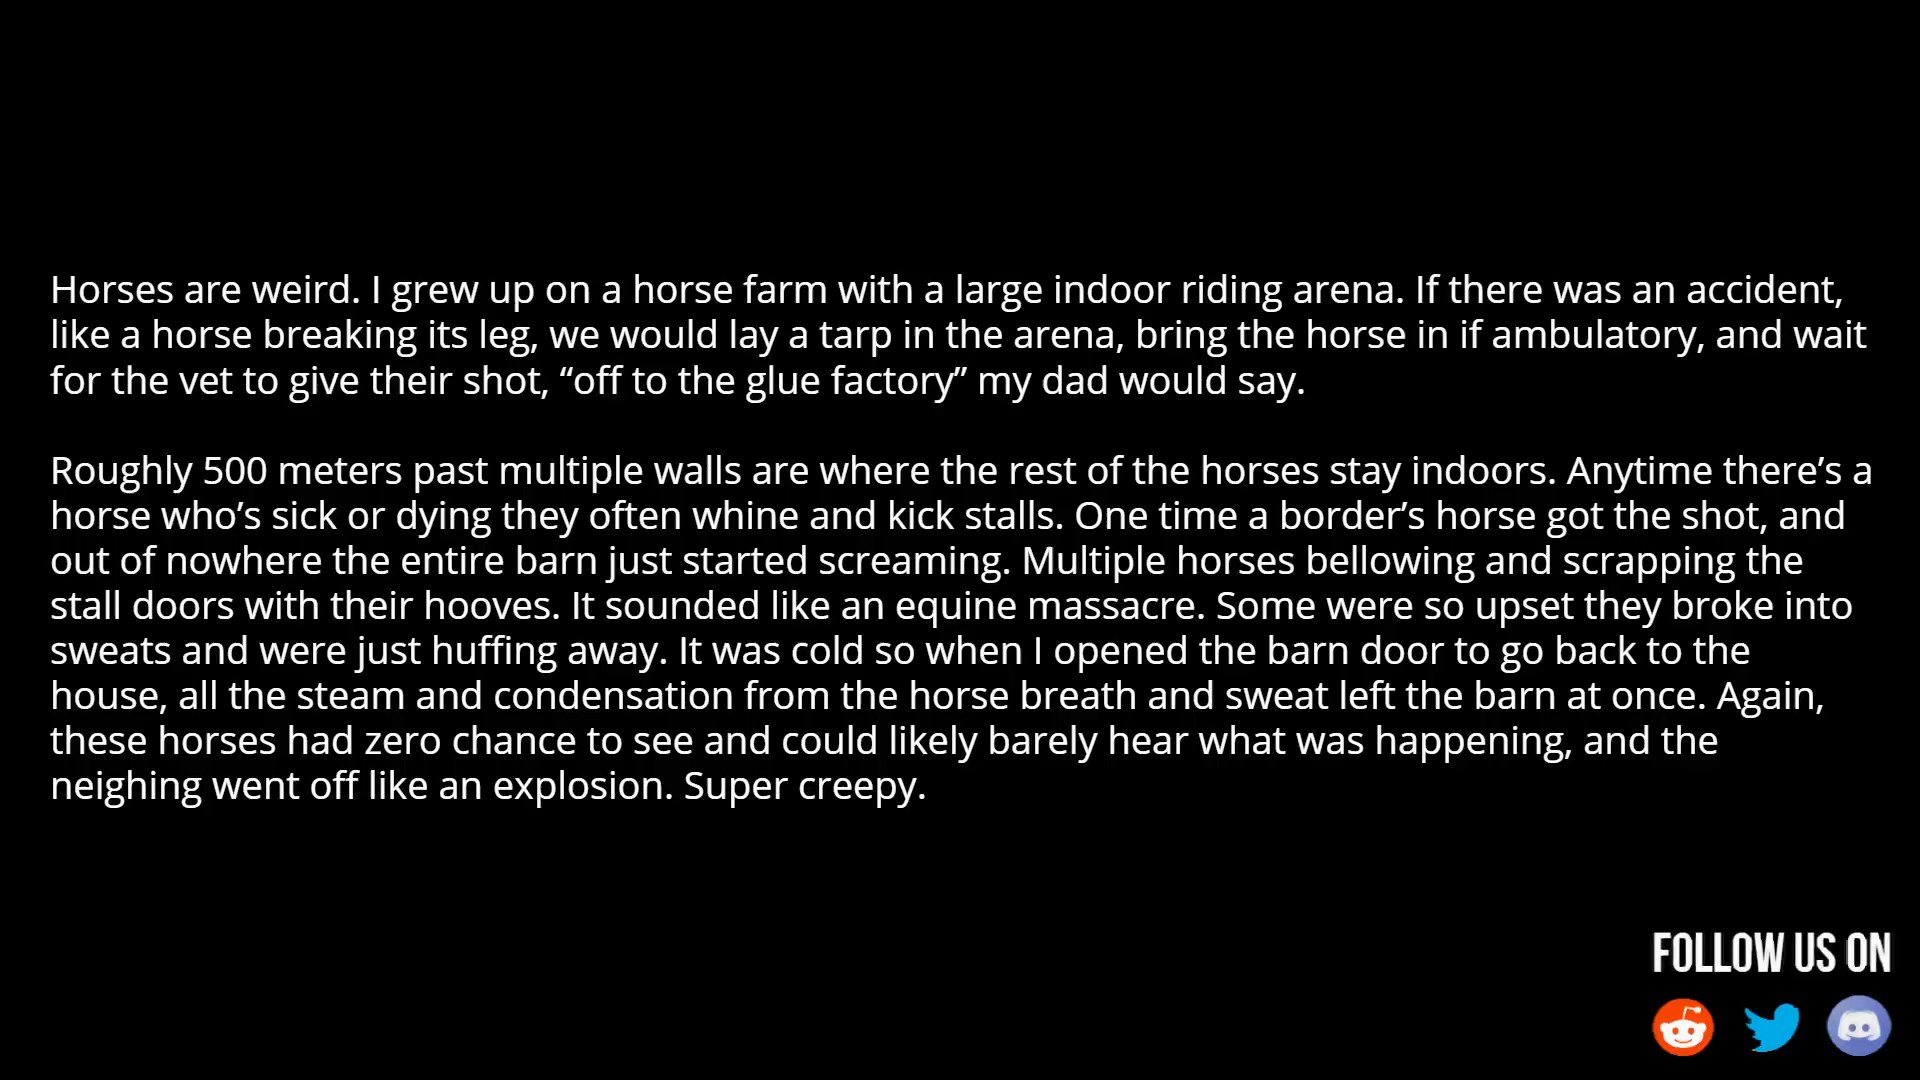 Horses are weird. I grew up on a horse farm with a large indoor riding arena. If there was an accident,
like a horse breaking its leg, we would lay a tarp in the arena, bring the horse in if ambulatory, and wait
for the vet to give their shot, “off to the glue factory” my dad would say.
Roughly 500 meters past multiple walls are where the rest of the horses stay indoors. Anytime there’s a
horse who’s sick or dying they often whine and kick stalls. One time a border’s horse got the shot, and
out of nowhere the entire barn just started screaming. Multiple horses bellowing and scrapping the
stall doors with their hooves. It sounded like an equine massacre. Some were so upset they broke into
sweats and were just huffing away. It was cold so when I opened the barn door to go back to the
house, all the steam and condensation from the horse breath and sweat left the barn at once. Again,
these horses had zero chance to see and could likely barely hear what was happening, and the
neighing went off like an explosion. Super creepy.
FOLLOW US ON